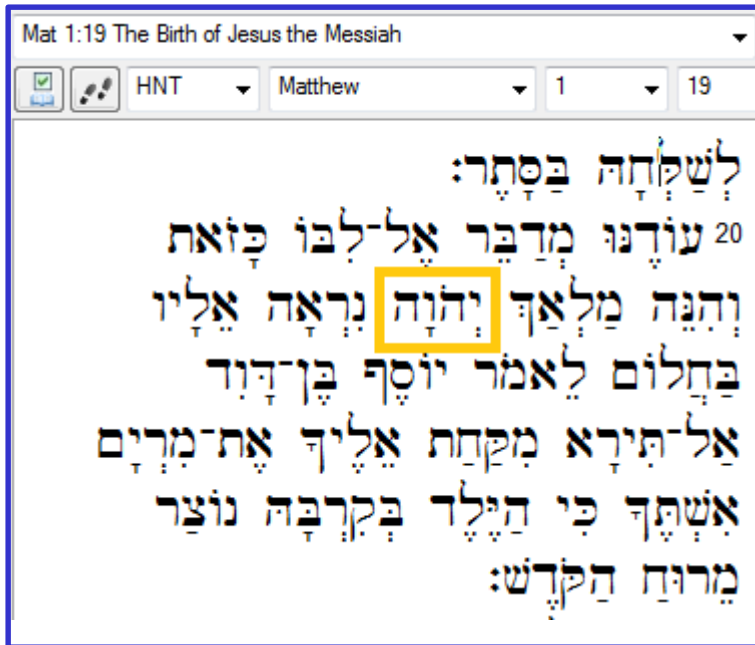 Mat 1:19 The Birth of Jesus the Messiah
HNT Matthew 1 19
לְשַׁלְּחָהּ בַּסָּתֶר׃
20 עוֹדֶנּוּ מְדַבֵּר אֶל־לִבּוֹ כָּזֹאת
וְהִנֵּה מַלְאַךְ יְהֹוָה נִרְאָה אֵלָיו
בַּחֲלוֹם לֵאמֹר יוֹסֵף בֶּן־דָּוִד
אַל־תִּירָא מִקַּחַת אֵלֶיךָ אֶת־מִרְיָם
אִשְׁתֶּךָ כִּי הַיֶּלֶד בְּקִרְבָּהּ נוֹצַר
מֵרוּחַ הַקֹּדֶשׁ׃